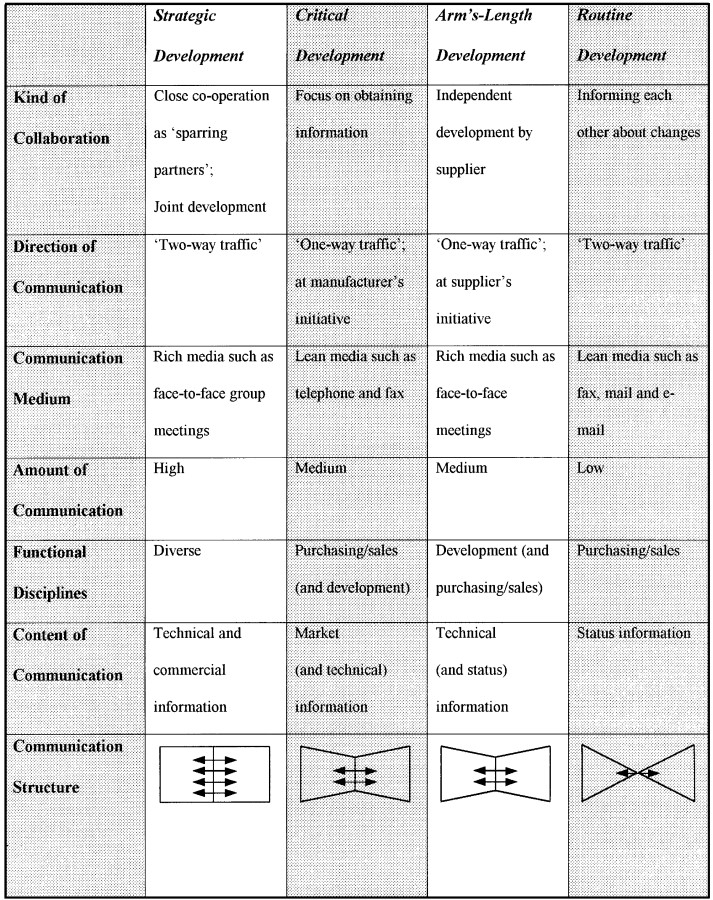 Strategic
Development
Critical
Development
Arm's-Length
Development
Routine
Development
Kind of
Collaboration
Close co-operation
as ‘sparring
partners’;
Joint development
Focus on obtaining
information
Independent
development by
supplier
Informing each
other about changes
Direction of
Communication
‘Two-way traffic’
‘One-way traffic’;
at manufacturer’s
initiative
‘One-way traffic’;
at supplier’s
initiative
‘Two-way traffic’
Communication
Medium
Rich media such as
face-to-face group
meetings
Lean media such as
telephone and fax
Rich media such as
face-to-face
meetings
Lean media such as
fax, mail and e-
mail
Amount of
Communication
High
Medium
Medium
Low
Functional
Disciplines
Diverse
Purchasing/sales
(and development)
Development (and
purchasing/sales)
Purchasing/sales
Content of
Communication
Technical and
commercial
information
Market
(and technical)
information
Technical
(and status)
information
Status information
Communication
Structure